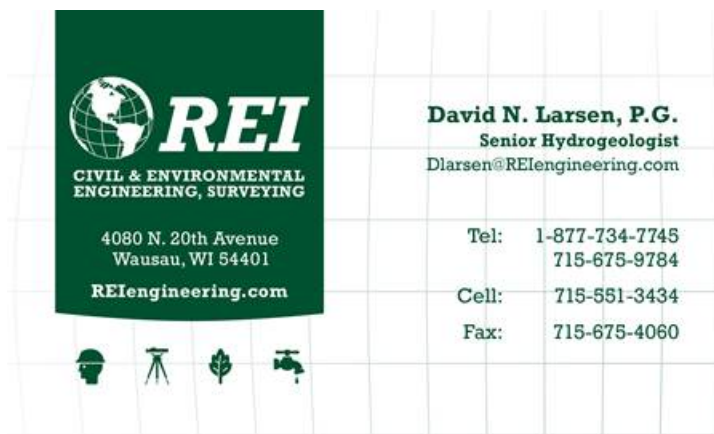 REI
CIVIL & ENVIRONMENTAL
ENGINEERING, SURVEYING
4080 N. 20th Avenue
Wausau, WI 54401
REIengineering.com
David N. Larsen, P.G.
Senior Hydrogeologist
Dlarsen@REIengineering.com
Tel: 1-877-734-7745
715-675-9784
Cell: 715-551-3434
Fax: 715-675-4060